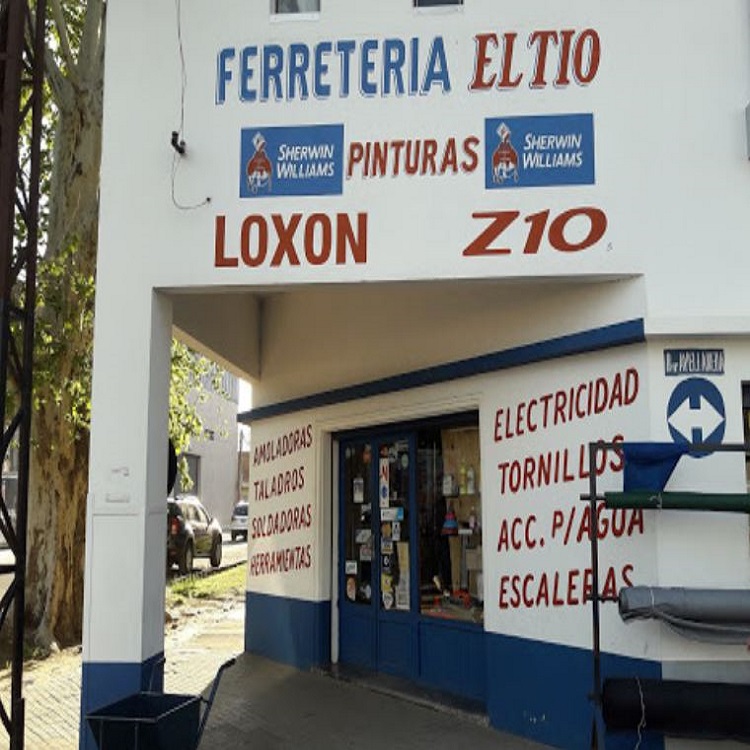 FERRETERIA EL TIO
SHERWIN WILLIAMS
PINTURAS
SHERWIN WILLIAMS
LOXON
Z10
AMOLADORAS
TALADROS
SOLDADORAS
HERRAMIENTAS
ELECTRICIDAD
TORNILLOS
ACC. P/AGUA
ESCALERAS